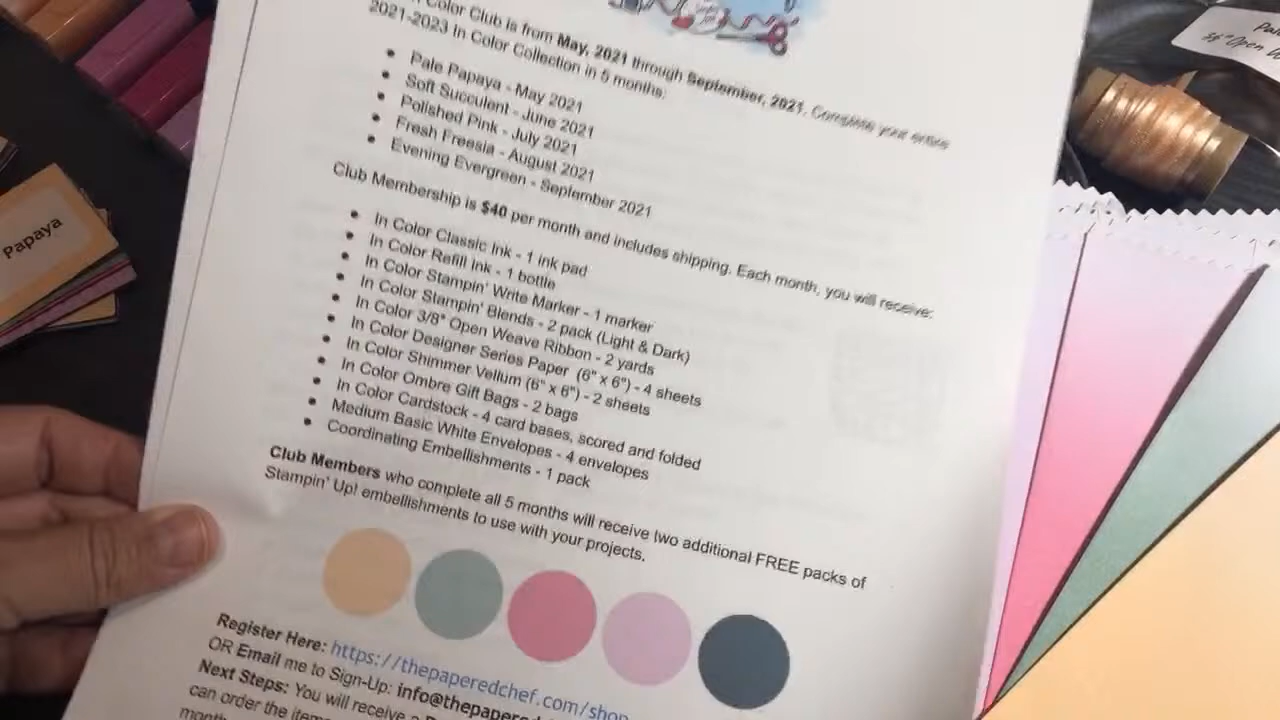 Color Club is from May, 2021 through September, 2021. Complete your entire
2021-2023 In Color Collection in 5 months:
• Pale Papaya - May 2021
• Soft Succulent - June 2021
• Polished Pink - July 2021
• Fresh Freesia - August 2021
• Evening Evergreen - September 2021
Club Membership is $40 per month and includes shipping. Each month, you will receive:
• In Color Classic Ink - 1 ink pad
• In Color Refill Ink - 1 bottle
• In Color Stampin' Write Marker - 1 marker
• In Color Stampin' Blends - 2 pack (Light & Dark)
• In Color 3/8" Open Weave Ribbon - 2 yards
• In Color Designer Series Paper (6" x 6") - 4 sheets
• In Color Shimmer Vellum (6" x 6") - 2 sheets
• In Color Ombre Gift Bags - 2 bags
• In Color Cardstock - 4 card bases, scored and folded
• Medium Basic White Envelopes - 4 envelopes
• Coordinating Embellishments - 1 pack
Club Members who complete all 5 months will receive two additional FREE packs of
Stampin' Up! embellishments to use with your projects.
Register Here: https://thepaperedchef.com/shop
OR Email me to Sign-Up: info@thepapered
Next Steps: You will receive a
can order the items
month
Papaya
Open